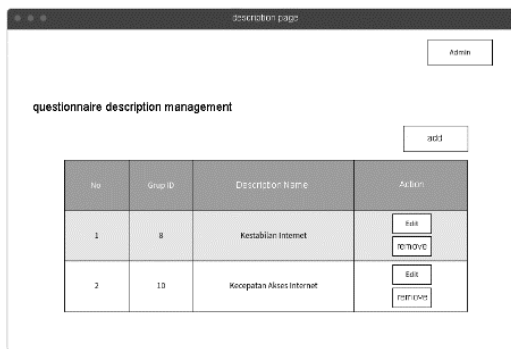 description page
Admin
questionnaire description management
add
No Grup ID Description Name Action
1 8 Kestabilan Internet Edit
remove
2 10 Kecepatan Akses Internet Edit
remove